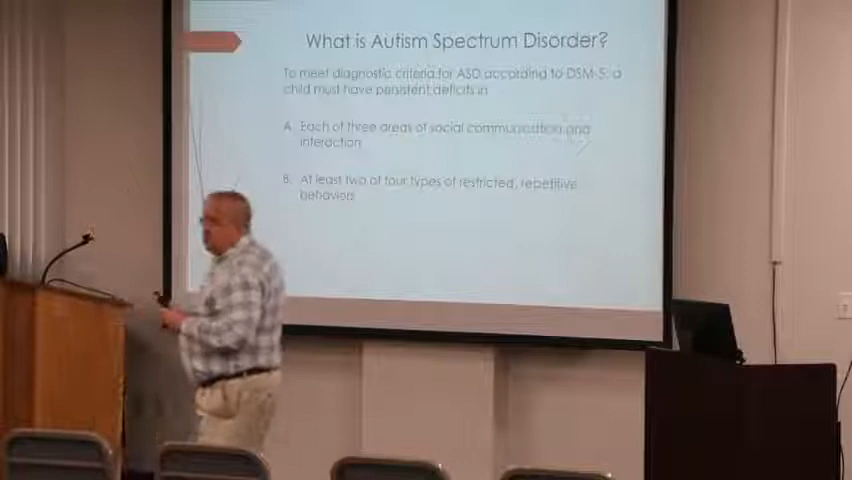 What is Autism Spectrum Disorder?
To meet diagnostic criteria for ASD according to DSM-5, a
child must have persistent deficits in
A. Each of three areas of social communication and
interaction
B. At least two of four types of restricted, repetitive
behaviors